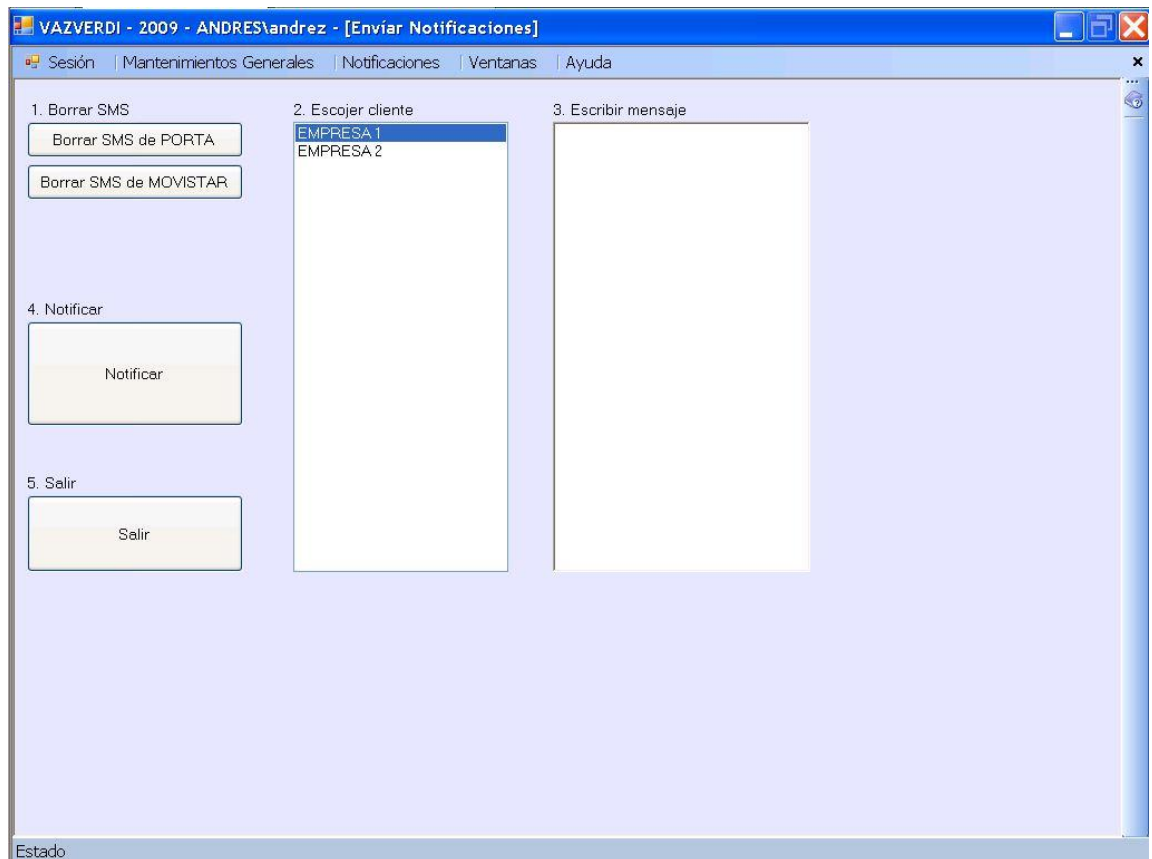 VAZVERDI - 2009 - ANDRES\andrez - [Envíar Notificaciones]
Sesión Mantenimientos Generales Notificaciones Ventanas Ayuda
1. Borrar SMS
Borrar SMS de PORTA
Borrar SMS de MOVISTAR
2. Escojer cliente
EMPRESA 1
EMPRESA 2
3. Escribir mensaje
4. Notificar
Notificar
5. Salir
Salir
Estado